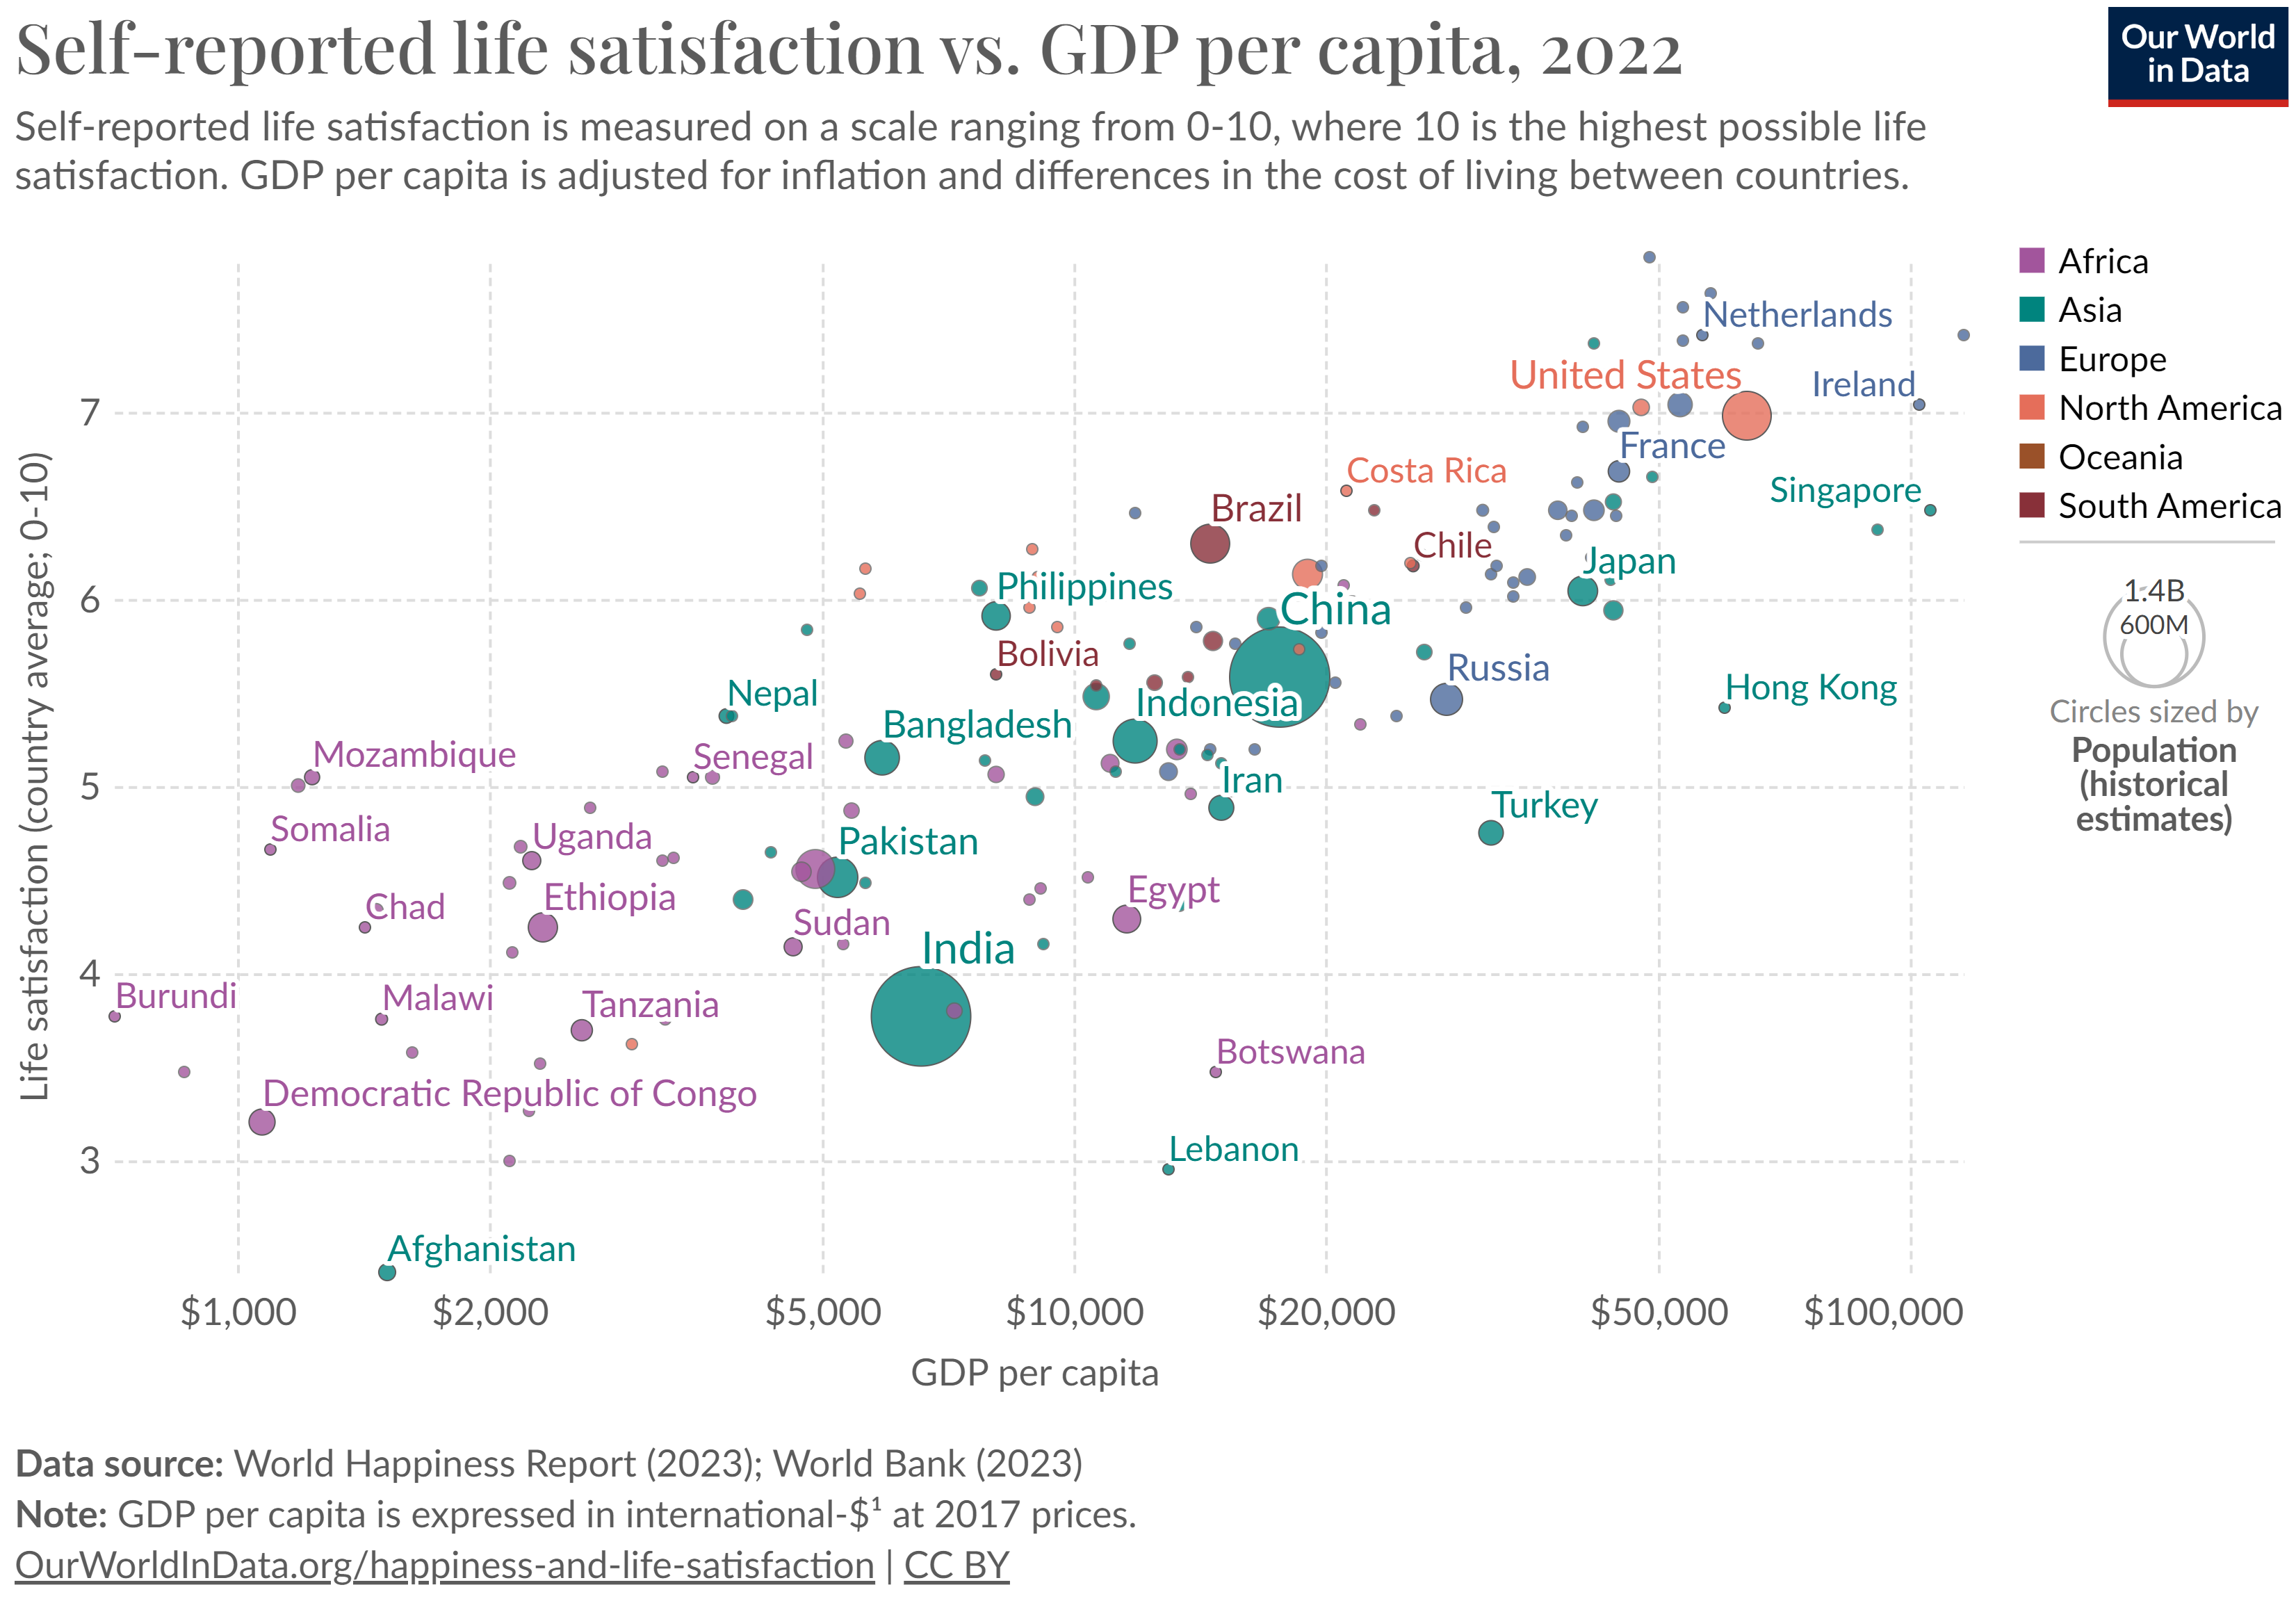 Self-reported life satisfaction vs. GDP per capita, 2022
Our World
in Data
Self-reported life satisfaction is measured on a scale ranging from 0-10, where 10 is the highest possible life
satisfaction. GDP per capita is adjusted for inflation and differences in the cost of living between countries.
Africa
Asia
Europe
North America
Oceania
South America
1.4B
600M
Circles sized by
Population
(historical
estimates)
Life satisfaction (country average; 0-10)
7
6
5
4
3
Netherlands
United States
Ireland
France
Costa Rica
Singapore
Brazil
Chile
Japan
Philippines
China
Bolivia
Russia
Nepal
Hong Kong
Indonesia
Bangladesh
Mozambique
Senegal
Iran
Turkey
Somalia
Uganda
Pakistan
Egypt
Ethiopia
Chad
Sudan
India
Burundi
Malawi
Tanzania
Botswana
Democratic Republic of Congo
Lebanon
Afghanistan
$1,000
$2,000
$5,000
$10,000
$20,000
$50,000
$100,000
GDP per capita
Data source: World Happiness Report (2023); World Bank (2023)
Note: GDP per capita is expressed in international-$¹ at 2017 prices.
OurWorldInData.org/happiness-and-life-satisfaction | CC BY